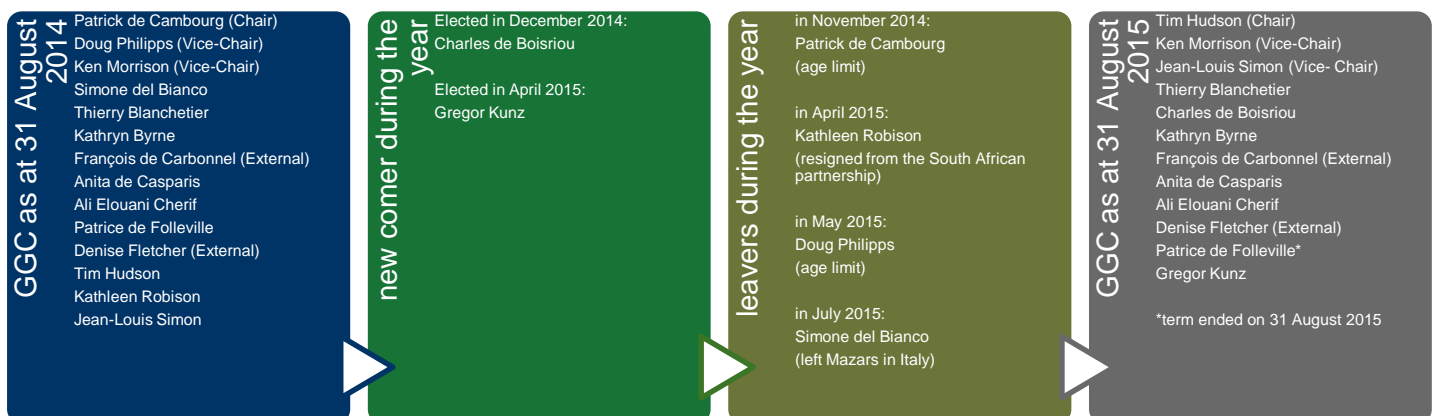 GGC as at 31 August
2014
Patrick de Cambourg (Chair)
Doug Philipps (Vice-Chair)
Ken Morrison (Vice-Chair)
Simone del Bianco
Thierry Blanchetier
Kathryn Byrne
François de Carbonnel (External)
Anita de Casparis
Ali Elouani Cherif
Patrice de Folleville
Denise Fletcher (External)
Tim Hudson
Kathleen Robison
Jean-Louis Simon
new comer during the
year
Elected in December 2014:
Charles de Boisriou
Elected in April 2015:
Gregor Kunz
leavers during the year
in November 2014:
Patrick de Cambourg
(age limit)
in April 2015:
Kathleen Robison
(resigned from the South African
partnership)
in May 2015:
Doug Philipps
(age limit)
in July 2015:
Simone del Bianco
(left Mazars in Italy)
GGC as at 31 August
2015
Tim Hudson (Chair)
Ken Morrison (Vice-Chair)
Jean-Louis Simon (Vice- Chair)
Thierry Blanchetier
Charles de Boisriou
Kathryn Byrne
François de Carbonnel (External)
Anita de Casparis
Ali Elouani Cherif
Denise Fletcher (External)
Patrice de Folleville*
Gregor Kunz
*term ended on 31 August 2015